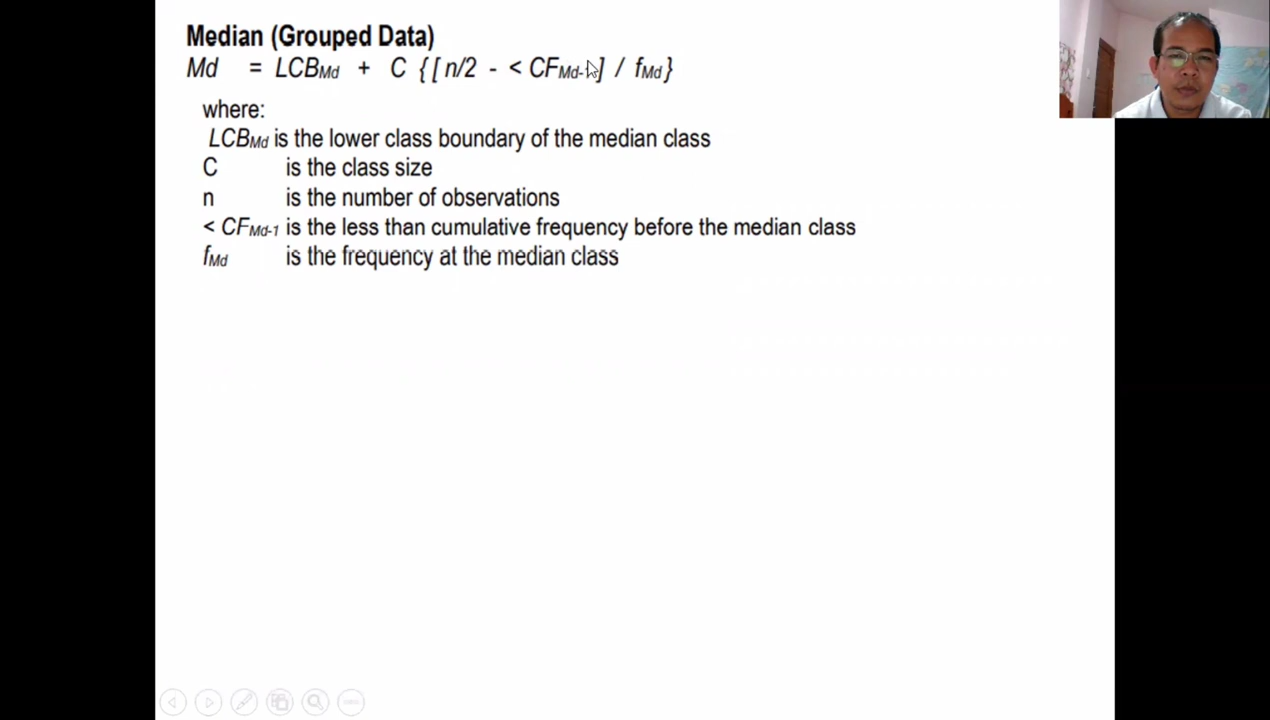 Median (Grouped Data)
Md = LCBMd + C { [ n/2 - < CFMd-1] / fMd }
where:
LCBMd is the lower class boundary of the median class
C is the class size
n is the number of observations
< CFMd-1 is the less than cumulative frequency before the median class
fMd is the frequency at the median class